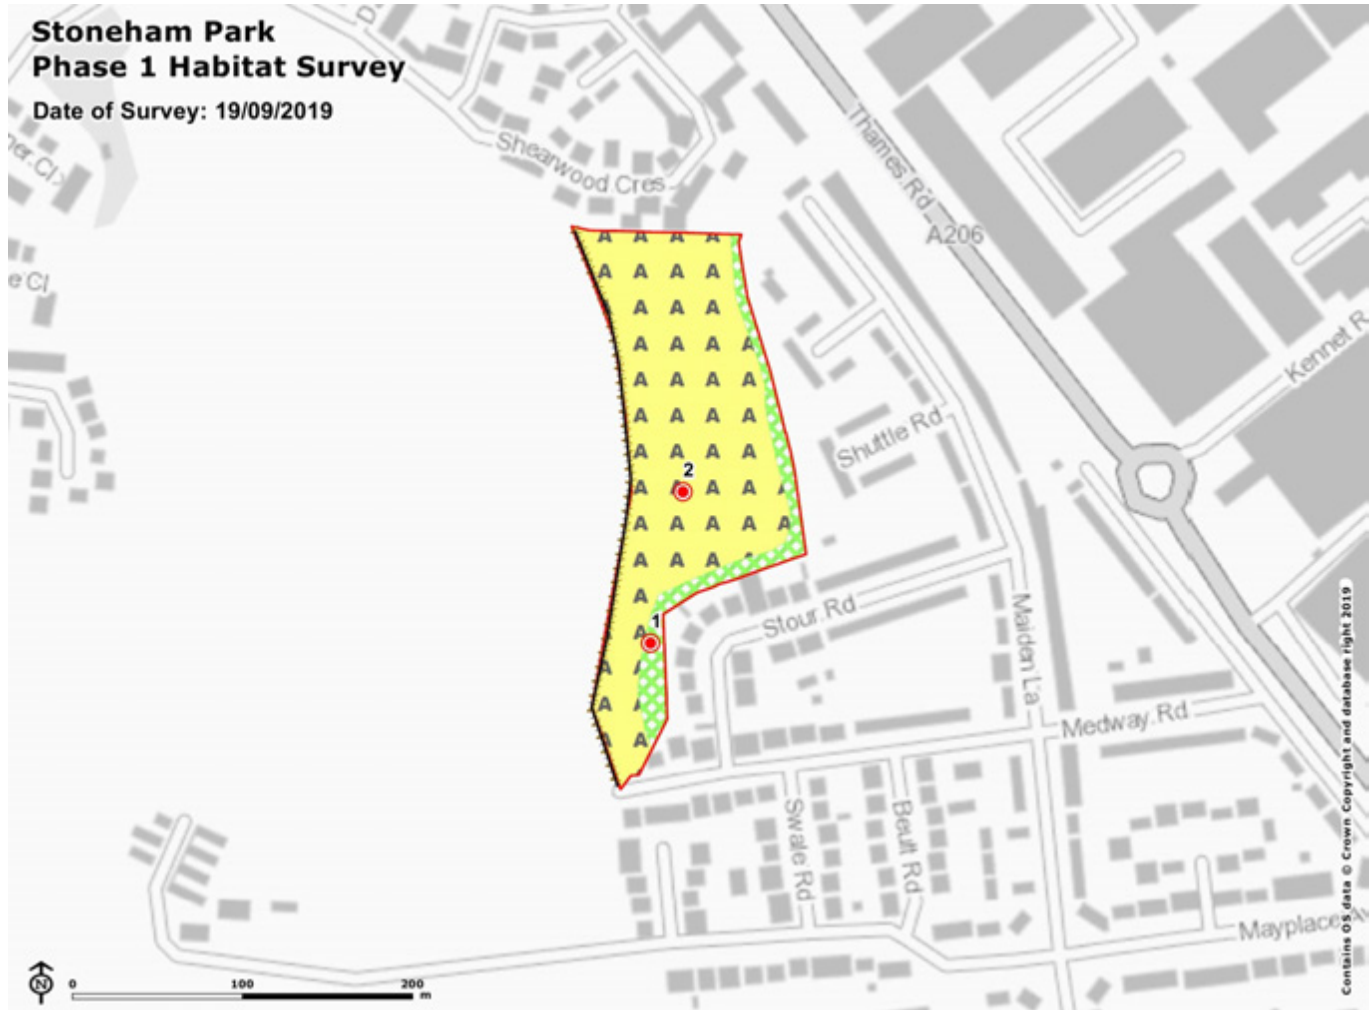 Stoneham Park
Phase 1 Habitat Survey
Date of Survey: 19/09/2019
Shearwood Cres
Thames Rd
A206
Kennet R
e Cl
Shuttle Rd
2
1
Stour Rd
Maiden La
Medway Rd
Swale Rd
Beult Rd
Mayplace Av
A A A A
A A A A
A A A
A A A A
A A A A
A A A A
A A A A
A A A A
A A A A A
A A A A
A
A
A A
A A
A A
N
0 100 200
m
Contains OS data © Crown Copyright and database right 2019